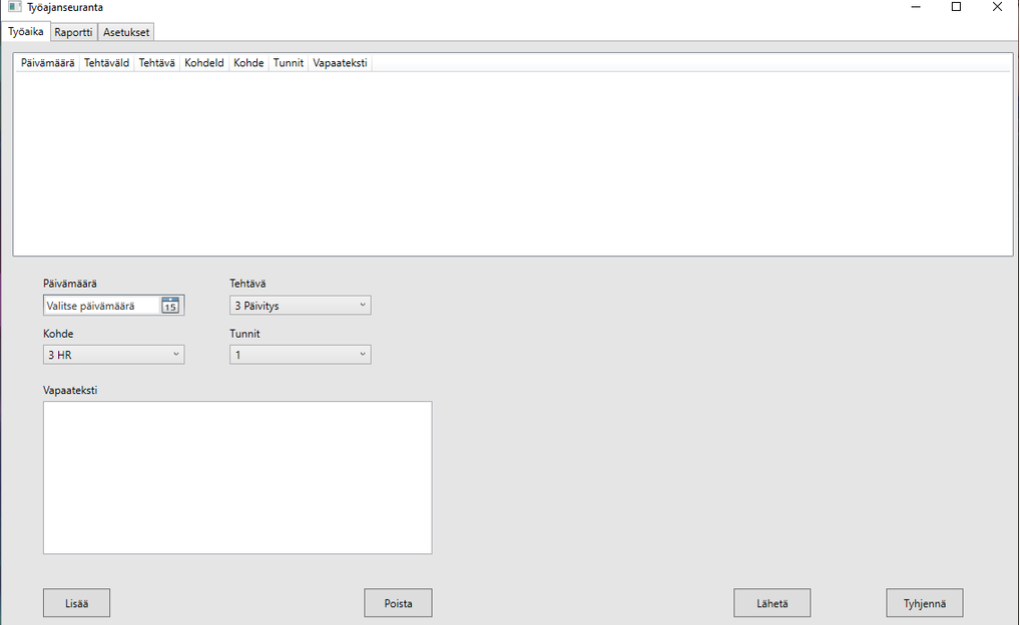 Työajanseuranta
Työaika Raportti Asetukset
Päivämäärä TehtäväId Tehtävä KohdeId Kohde Tunnit Vapaateksti
Päivämäärä Tehtävä
Valitse päivämäärä 15 3 Päivitys
Kohde Tunnit
3 HR 1
Vapaateksti
Lisää Poista Lähetä Tyhjennä